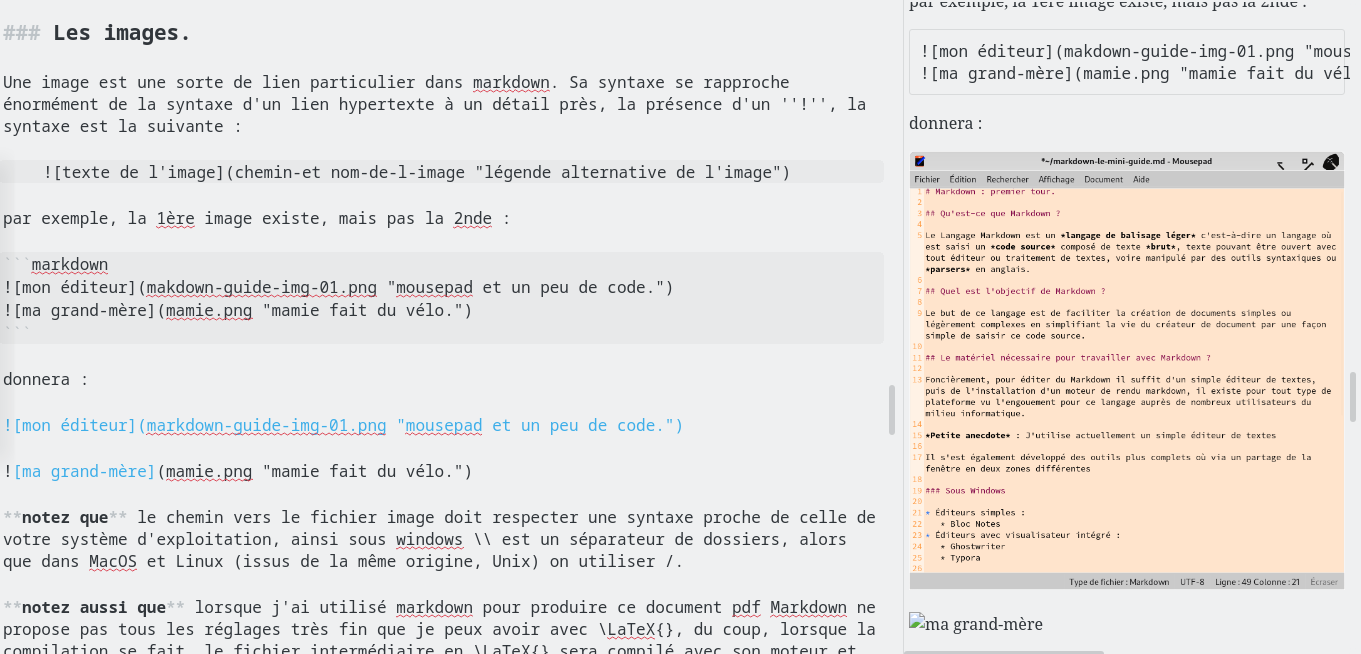 ### Les images.
Une image est une sorte de lien particulier dans markdown. Sa syntaxe se rapproche
énormément de la syntaxe d'un lien hypertexte à un détail près, la présence d'un ''!'', la
syntaxe est la suivante :
![texte de l'image](chemin-et nom-de-l-image "légende alternative de l'image")
par exemple, la 1ère image existe, mais pas la 2nde :
```markdown
![mon éditeur](makdown-guide-img-01.png "mousepad et un peu de code.")
![ma grand-mère](mamie.png "mamie fait du vélo.")
```
donnera :
![mon éditeur](markdown-guide-img-01.png "mousepad et un peu de code.")
![ma grand-mère](mamie.png "mamie fait du vélo.")
**notez que** le chemin vers le fichier image doit respecter une syntaxe proche de celle de
votre système d'exploitation, ainsi sous windows \\ est un séparateur de dossiers, alors
que dans MacOS et Linux (issus de la même origine, Unix) on utiliser /.
**notez aussi que** lorsque j'ai utilisé markdown pour produire ce document pdf Markdown ne
propose pas tous les réglages très fin que je peux avoir avec \LaTeX{}, du coup, lorsque la
compilation se fait, le fichier intermédiaire en \LaTeX{} sera compilé avec son moteur et
par exemple, la 1ère image existe, mais pas la 2nde :
![mon éditeur](makdown-guide-img-01.png "mous
![ma grand-mère](mamie.png "mamie fait du vél
donnera :
*~/markdown-le-mini-guide.md - Mousepad
Fichier Édition Rechercher Affichage Document Aide
1 # Markdown : premier tour.
2
3 ## Qu'est-ce que Markdown ?
4
5 Le Langage Markdown est un *langage de balisage léger* c'est-à-dire un langage où
est saisi un *code source* composé de texte *brut*, texte pouvant être ouvert avec
tout éditeur ou traitement de textes, voire manipulé par des outils syntaxiques ou
*parsers* en anglais.
6
7 ## Quel est l'objectif de Markdown ?
8
9 Le but de ce langage est de faciliter la création de documents simples ou
légèrement complexes en simplifiant la vie du créateur de document par une façon
simple de saisir ce code source.
10
11 ## Le matériel nécessaire pour travailler avec Markdown ?
12
13 Foncièrement, pour éditer du Markdown il suffit d'un simple éditeur de textes,
puis de l'installation d'un moteur de rendu markdown, il existe pour tout type de
plateforme vu l'engouement pour ce langage auprès de nombreux utilisateurs du
milieu informatique.
14
15 *Petite anecdote* : J'utilise actuellement un simple éditeur de textes
16
17 Il s'est également développé des outils plus complets où via un partage de la
fenêtre en deux zones différentes
18
19 ### Sous Windows
20
21 * Éditeurs simples :
22 * Bloc Notes
23 * Éditeurs avec visualisateur intégré :
24 * Ghostwriter
25 * Typora
26
Type de fichier : Markdown UTF-8 Ligne : 49 Colonne : 21 Écraser
ma grand-mère